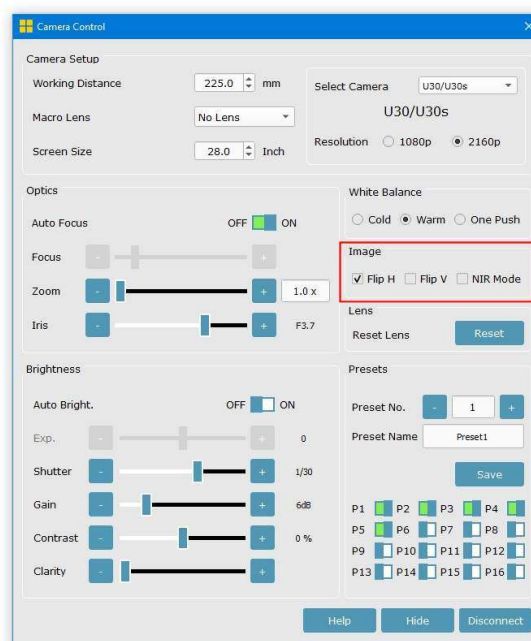 Camera Control
Camera Setup
Working Distance 225.0 mm
Macro Lens No Lens
Screen Size 28.0 Inch
Select Camera U30/U30s
U30/U30s
Resolution 1080p 2160p
Optics
Auto Focus OFF ON
Focus - +
Zoom - + 1.0 x
Iris - + F3.7
White Balance
Cold Warm One Push
Image
Flip H Flip V NIR Mode
Lens
Reset Lens Reset
Brightness
Auto Bright. OFF ON
Exp. - + 0
Shutter - + 1/30
Gain - + 6dB
Contrast - + 0 %
Clarity - +
Presets
Preset No. - 1 +
Preset Name Preset1
Save
P1 P2 P3 P4
P5 P6 P7 P8
P9 P10 P11 P12
P13 P14 P15 P16
Help Hide Disconnect